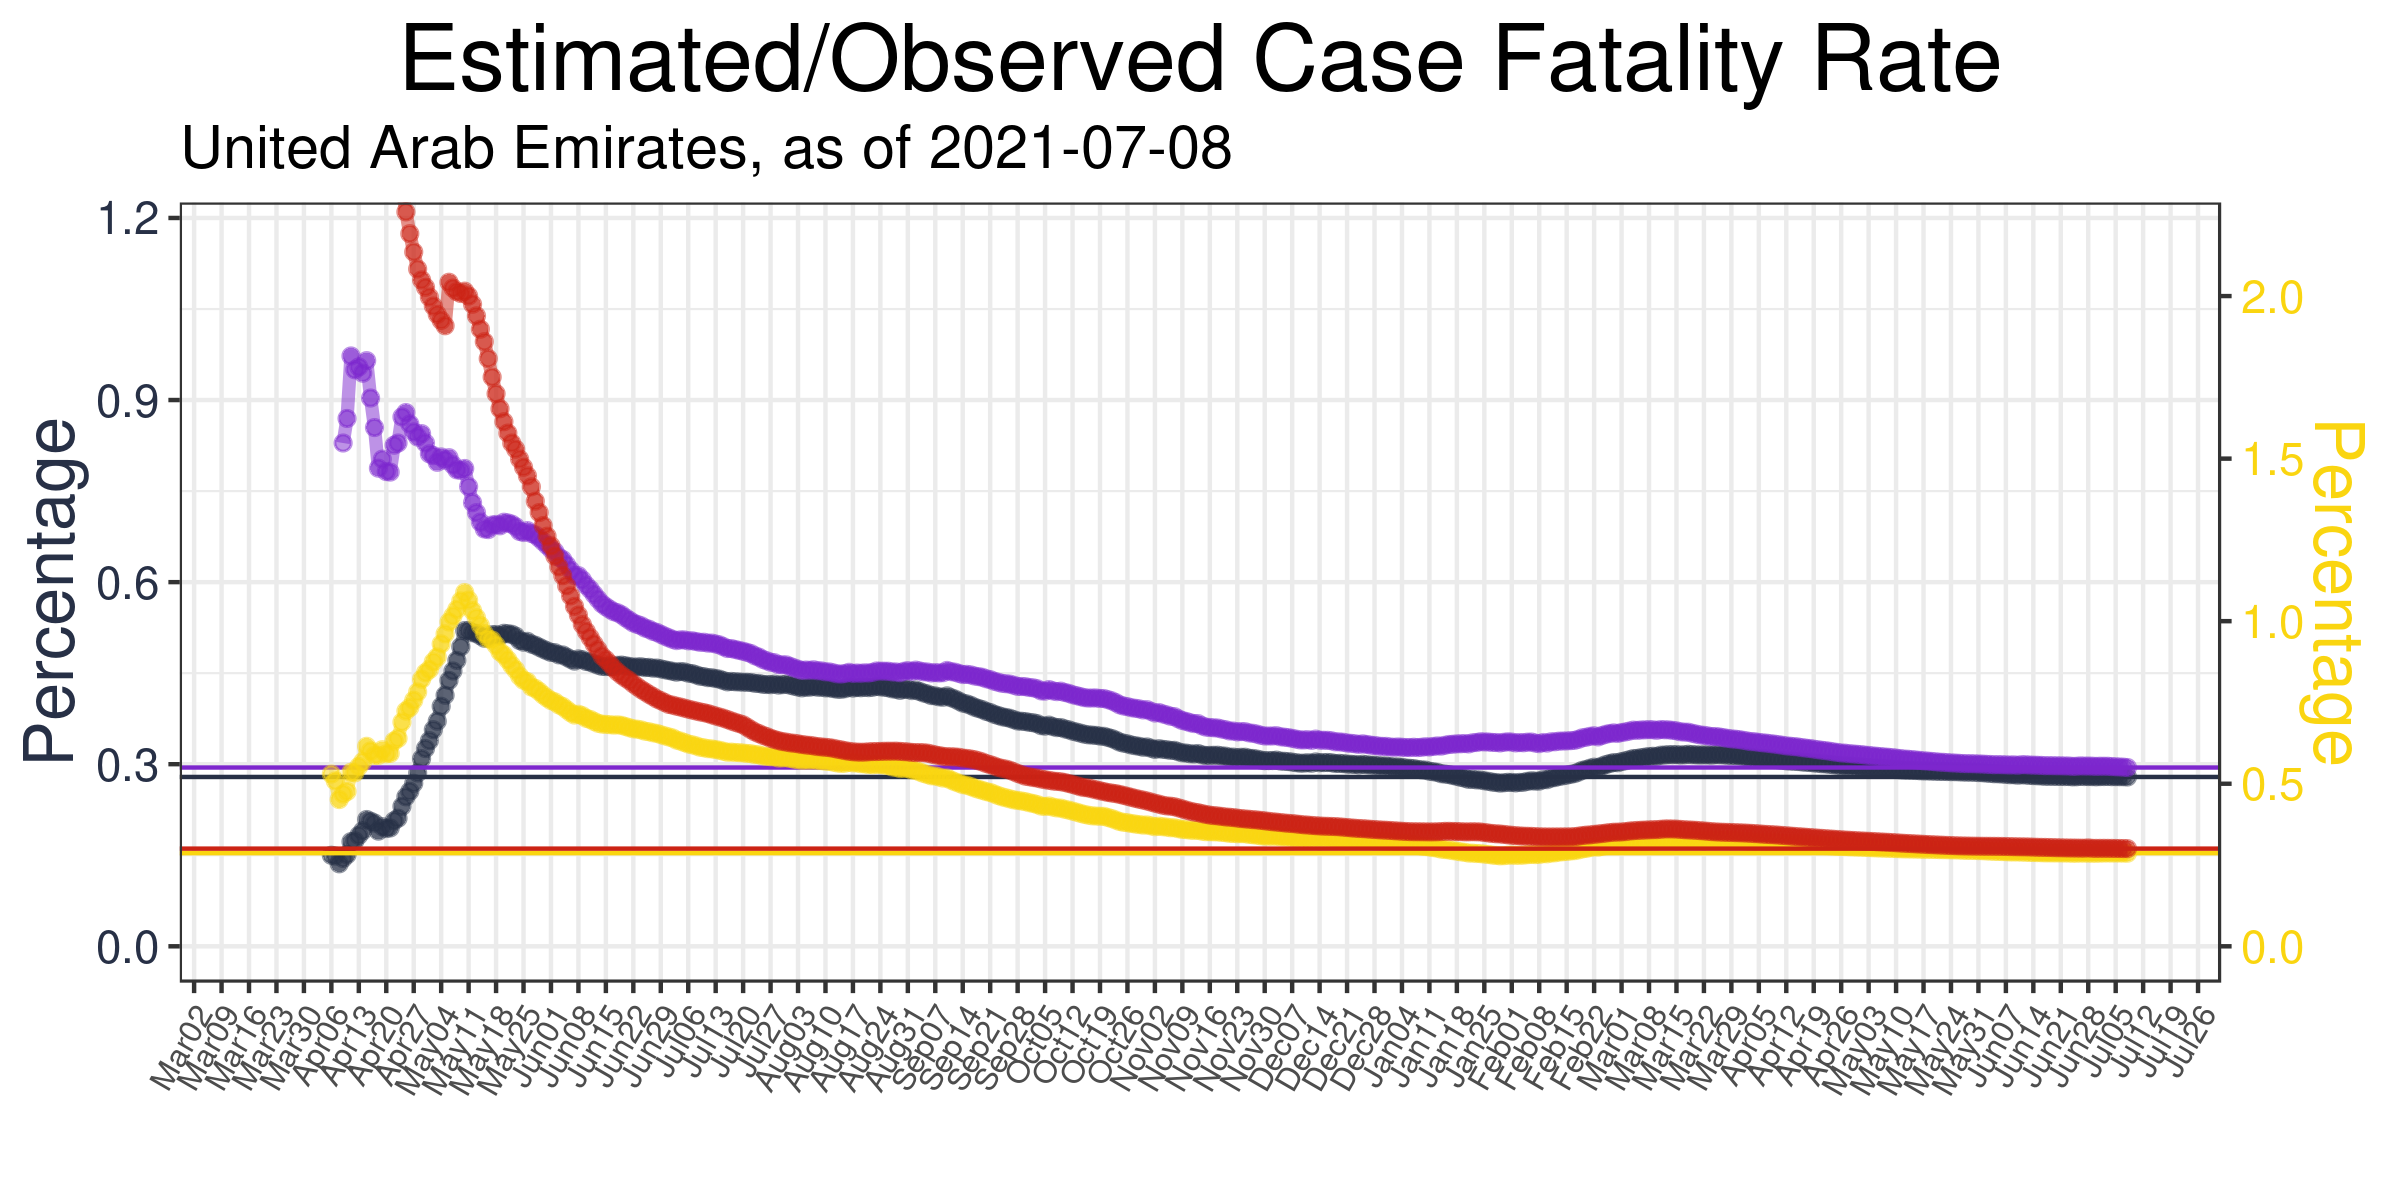 Estimated/Observed Case Fatality Rate
United Arab Emirates, as of 2021-07-08
Percentage
1.2
0.9
0.6
0.3
0.0
2.0
1.5
1.0
0.5
0.0
Percentage
Mar02
Mar09
Mar16
Mar23
Mar30
Apr06
Apr13
Apr20
Apr27
May04
May11
May18
May25
Jun01
Jun08
Jun15
Jun22
Jun29
Jul06
Jul13
Jul20
Jul27
Aug03
Aug10
Aug17
Aug24
Aug31
Sep07
Sep14
Sep21
Sep28
Oct05
Oct12
Oct19
Oct26
Nov02
Nov09
Nov16
Nov23
Nov30
Dec07
Dec14
Dec21
Dec28
Jan04
Jan11
Jan18
Jan25
Feb01
Feb08
Feb15
Feb22
Mar01
Mar08
Mar15
Mar22
Mar29
Apr05
Apr12
Apr19
Apr26
May03
May10
May17
May24
May31
Jun07
Jun14
Jun21
Jun28
Jul05
Jul12
Jul19
Jul26